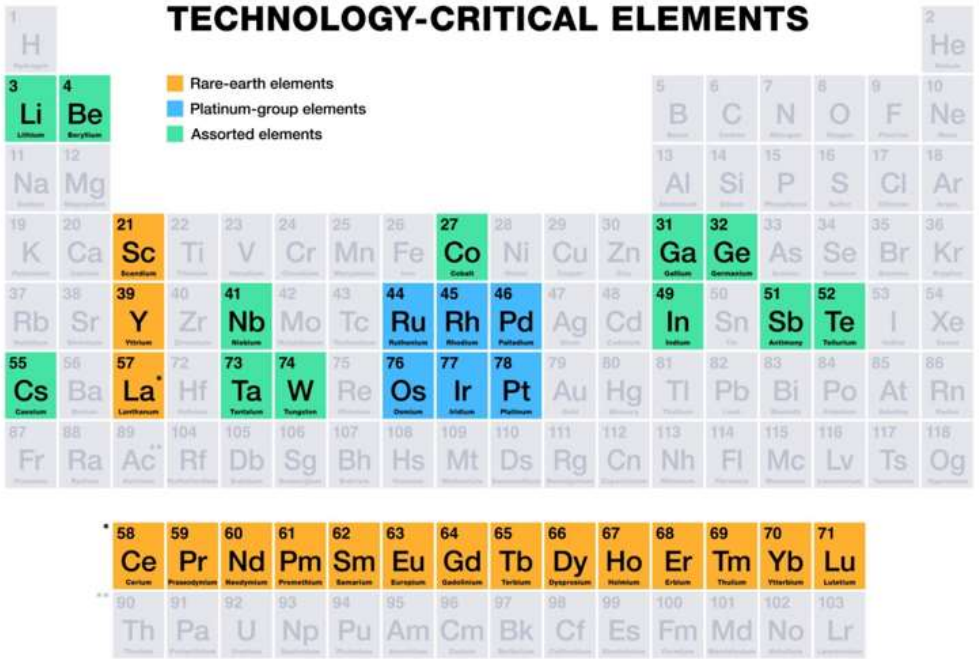 TECHNOLOGY-CRITICAL ELEMENTS
1 2
H He
Rare-earth elements
Platinum-group elements
Assorted elements
3 4 5 6 7 8 9 10
Li Be B C N O F Ne
Lithium Beryllium
11 12 13 14 15 16 17 18
Na Mg Al Si P S Cl Ar
19 20 21 22 23 24 25 26 27 28 29 30 31 32 33 34 35 36
K Ca Sc Ti V Cr Mn Fe Co Ni Cu Zn Ga Ge As Se Br Kr
Scandium Cobalt Gallium Germanium
37 38 39 40 41 42 43 44 45 46 47 48 49 50 51 52 53 54
Rb Sr Y Zr Nb Mo Tc Ru Rh Pd Ag Cd In Sn Sb Te I Xe
Yttrium Niobium Ruthenium Rhodium Palladium Indium Antimony Tellurium
55 56 57 72 73 74 75 76 77 78 79 80 81 82 83 84 85 86
Cs Ba La* Hf Ta W Re Os Ir Pt Au Hg Tl Pb Bi Po At Rn
Caesium Lanthanum Tantalum Tungsten Osmium Iridium Platinum
87 88 89 104 105 106 107 108 109 110 111 112 113 114 115 116 117 118
Fr Ra Ac** Rf Db Sg Bh Hs Mt Ds Rg Cn Nh Fl Mc Lv Ts Og
* 58 59 60 61 62 63 64 65 66 67 68 69 70 71
Ce Pr Nd Pm Sm Eu Gd Tb Dy Ho Er Tm Yb Lu
Cerium Praseodymium Neodymium Promethium Samarium Europium Gadolinium Terbium Dysprosium Holmium Erbium Thulium Ytterbium Lutetium
** 90 91 92 93 94 95 96 97 98 99 100 101 102 103
Th Pa U Np Pu Am Cm Bk Cf Es Fm Md No Lr